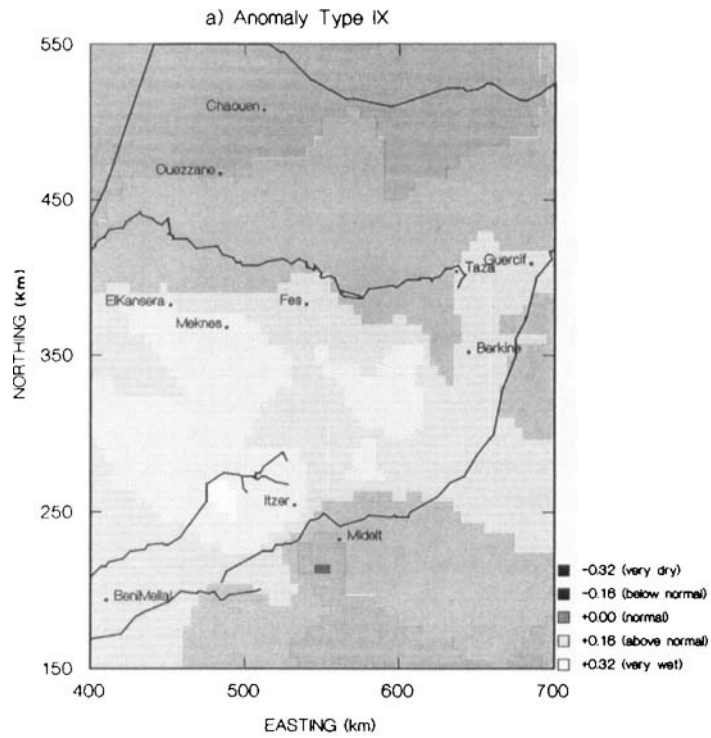 a) Anomaly Type IX
550
Chaouen
Ouezzane
450
Guercif
Taza
ElKansera
Fes
Meknes
Berkine
350
NORTHING (km)
Itzer
250
Midelt
BeniMellal
-0.32 (very dry)
-0.16 (below normal)
+0.00 (normal)
+0.16 (above normal)
+0.32 (very wet)
150
400
500
600
700
EASTING (km)